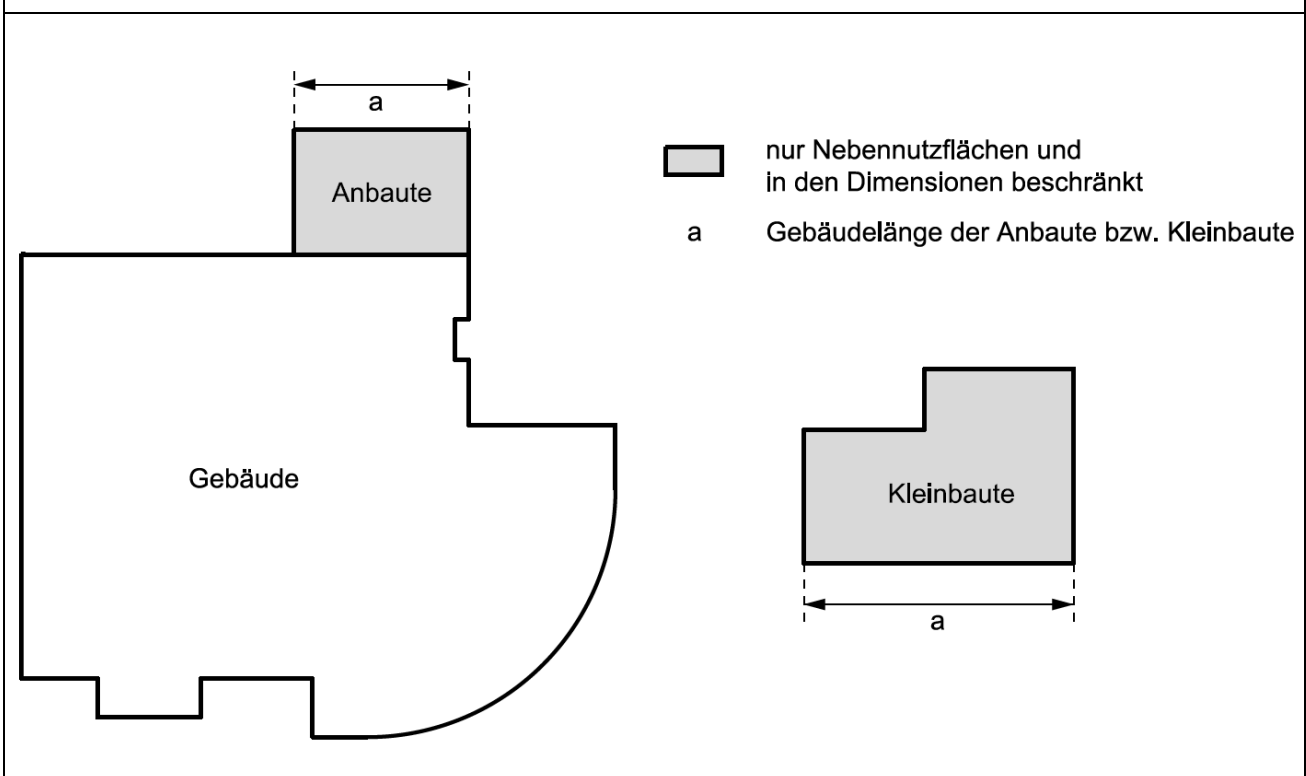 a
Anbaute
nur Nebennutzflächen und
in den Dimensionen beschränkt
a Gebäudelänge der Anbaute bzw. Kleinbaute
Gebäude
Kleinbaute
a